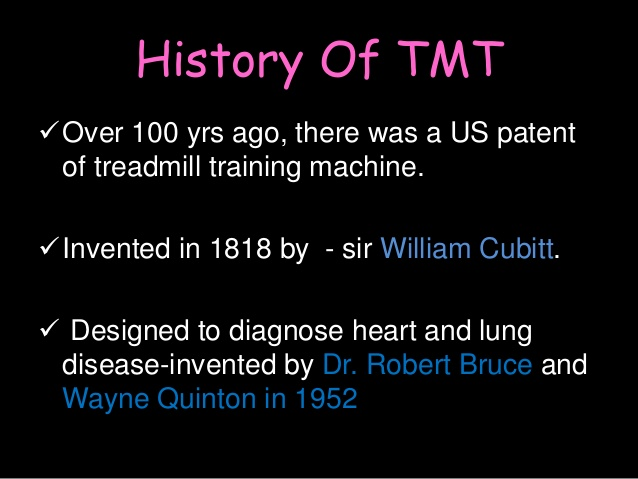 History Of TMT
✓Over 100 yrs ago, there was a US patent
of treadmill training machine.
✓Invented in 1818 by  - sir William Cubitt.
✓ Designed to diagnose heart and lung
disease-invented by Dr. Robert Bruce and
Wayne Quinton in 1952